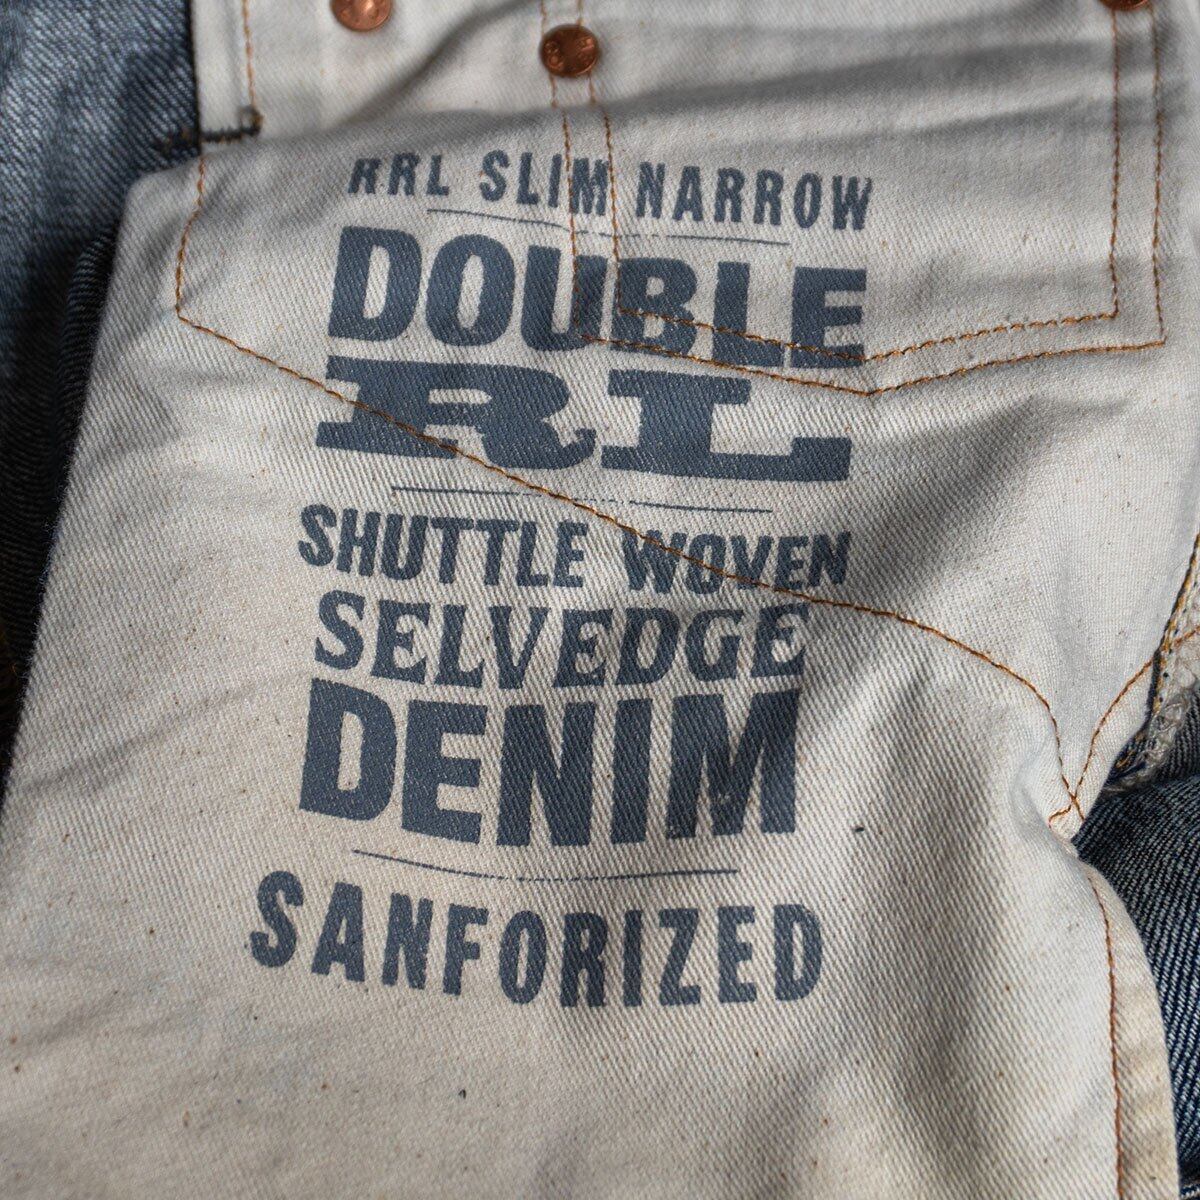 RRL SLIM NARROW
DOUBLE
RL
SHUTTLE WOVEN
SELVEDGE
DENIM
SANFORIZED